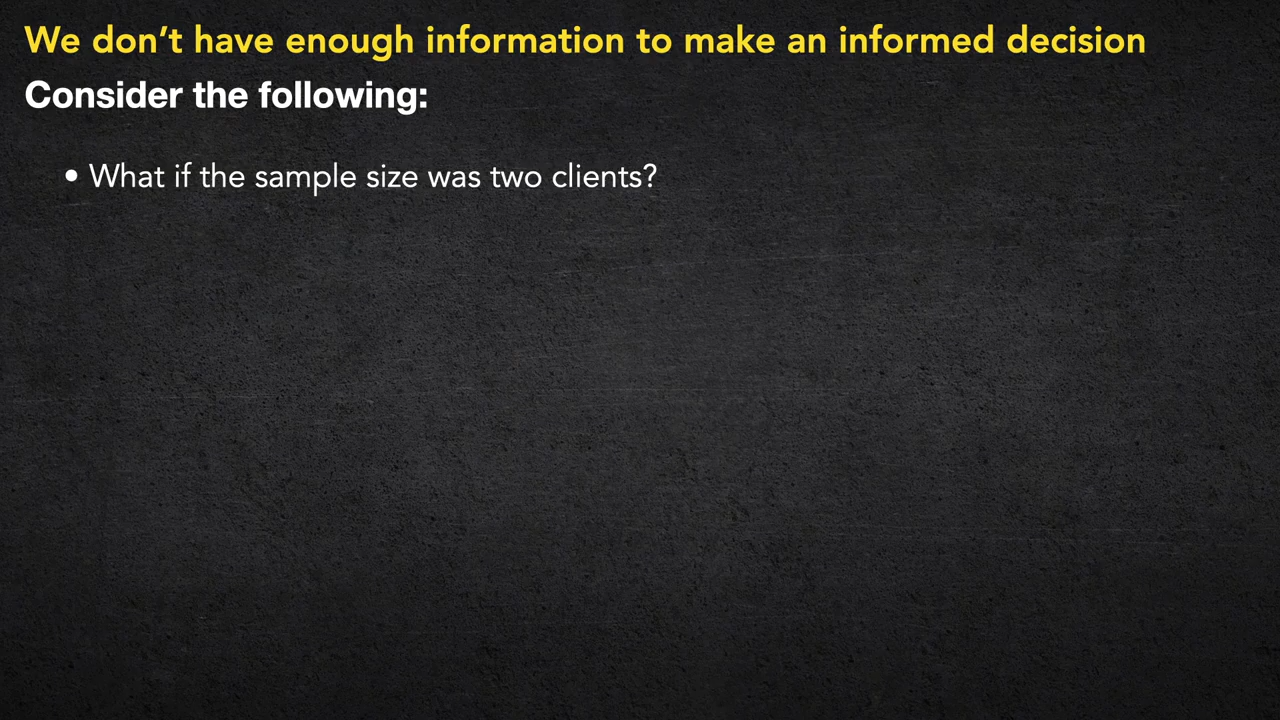 We don’t have enough information to make an informed decision
Consider the following:
• What if the sample size was two clients?